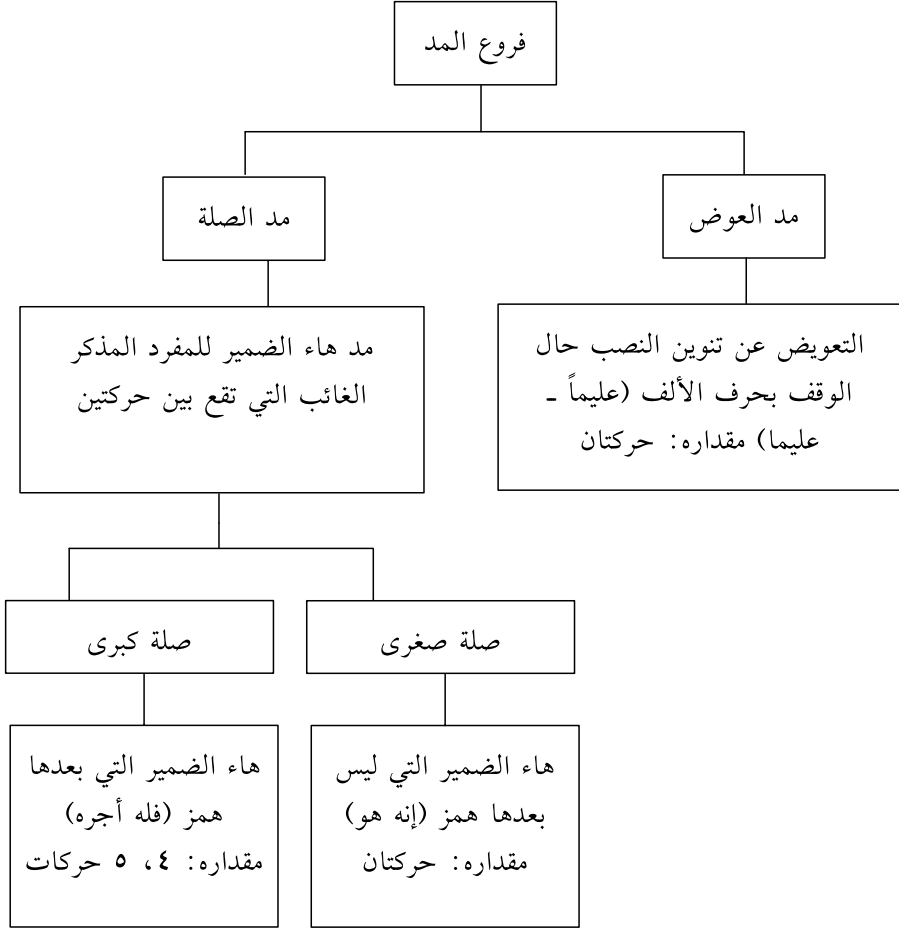 فروع المد
مد العوض
مد الصلة
التعويض عن تنوين النصب حال
الوقف بحرف الألف (عليماً ـ
عليما) مقداره: حركتان
مد هاء الضمير للمفرد المذكر
الغائب التي تقع بين حركتين
صلة صغرى
صلة كبرى
هاء الضمير التي ليس
بعدها همز (إنه هو)
مقداره: حركتان
هاء الضمير التي بعدها
همز (فله أجره)
مقداره: ٤، ٥ حركات